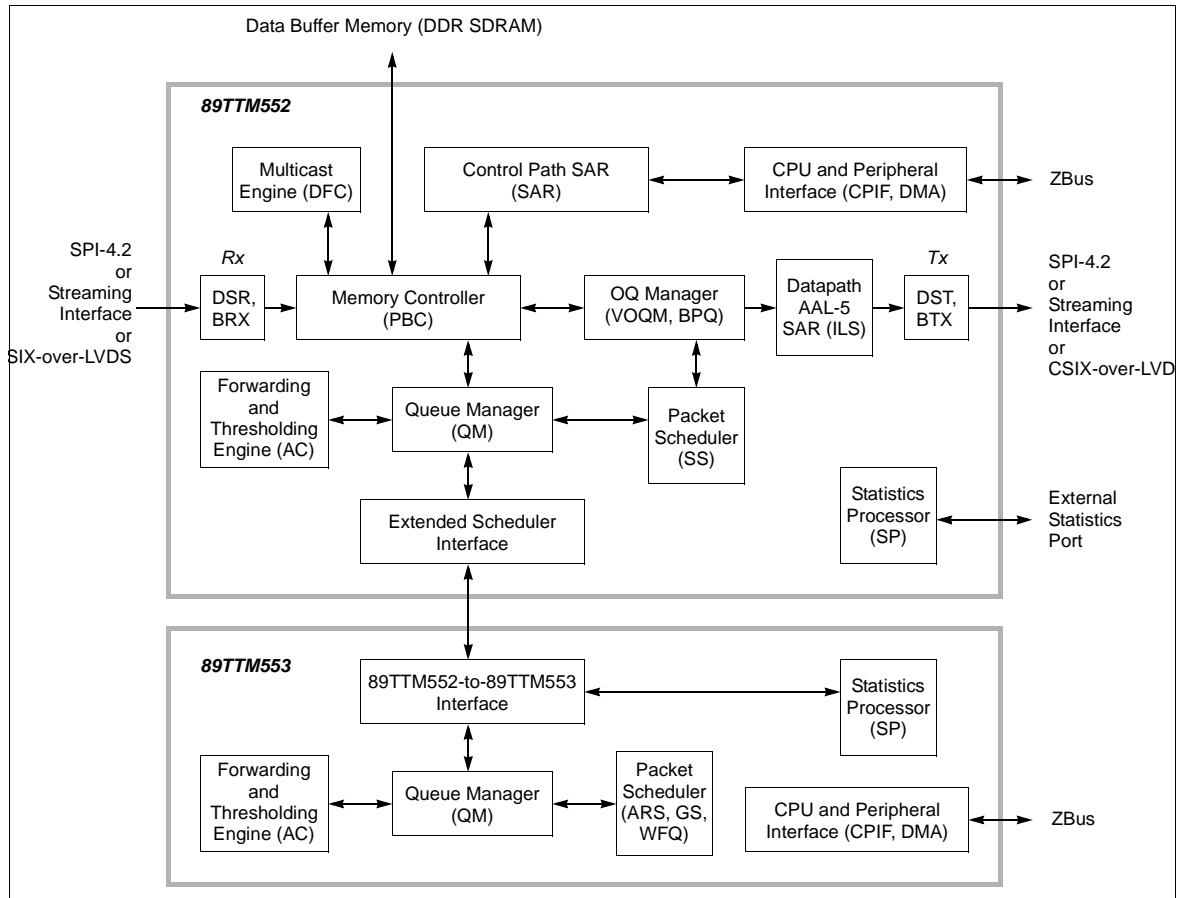 Data Buffer Memory (DDR SDRAM)
89TTM552
Multicast
Engine (DFC)
Control Path SAR
(SAR)
CPU and Peripheral
Interface (CPIF, DMA)
ZBus
SPI-4.2
or
Streaming
Interface
or
SIX-over-LVDS
Rx
DSR,
BRX
Memory Controller
(PBC)
OQ Manager
(VOQM, BPQ)
Datapath
AAL-5
SAR (ILS)
Tx
DST,
BTX
SPI-4.2
or
Streaming
Interface
or
CSIX-over-LVD
Forwarding
and
Thresholding
Engine (AC)
Queue Manager
(QM)
Packet
Scheduler
(SS)
Extended Scheduler
Interface
Statistics
Processor
(SP)
External
Statistics
Port
89TTM553
89TTM552-to-89TTM553
Interface
Statistics
Processor
(SP)
Forwarding
and
Thresholding
Engine (AC)
Queue Manager
(QM)
Packet
Scheduler
(ARS, GS,
WFQ)
CPU and Peripheral
Interface (CPIF, DMA)
ZBus